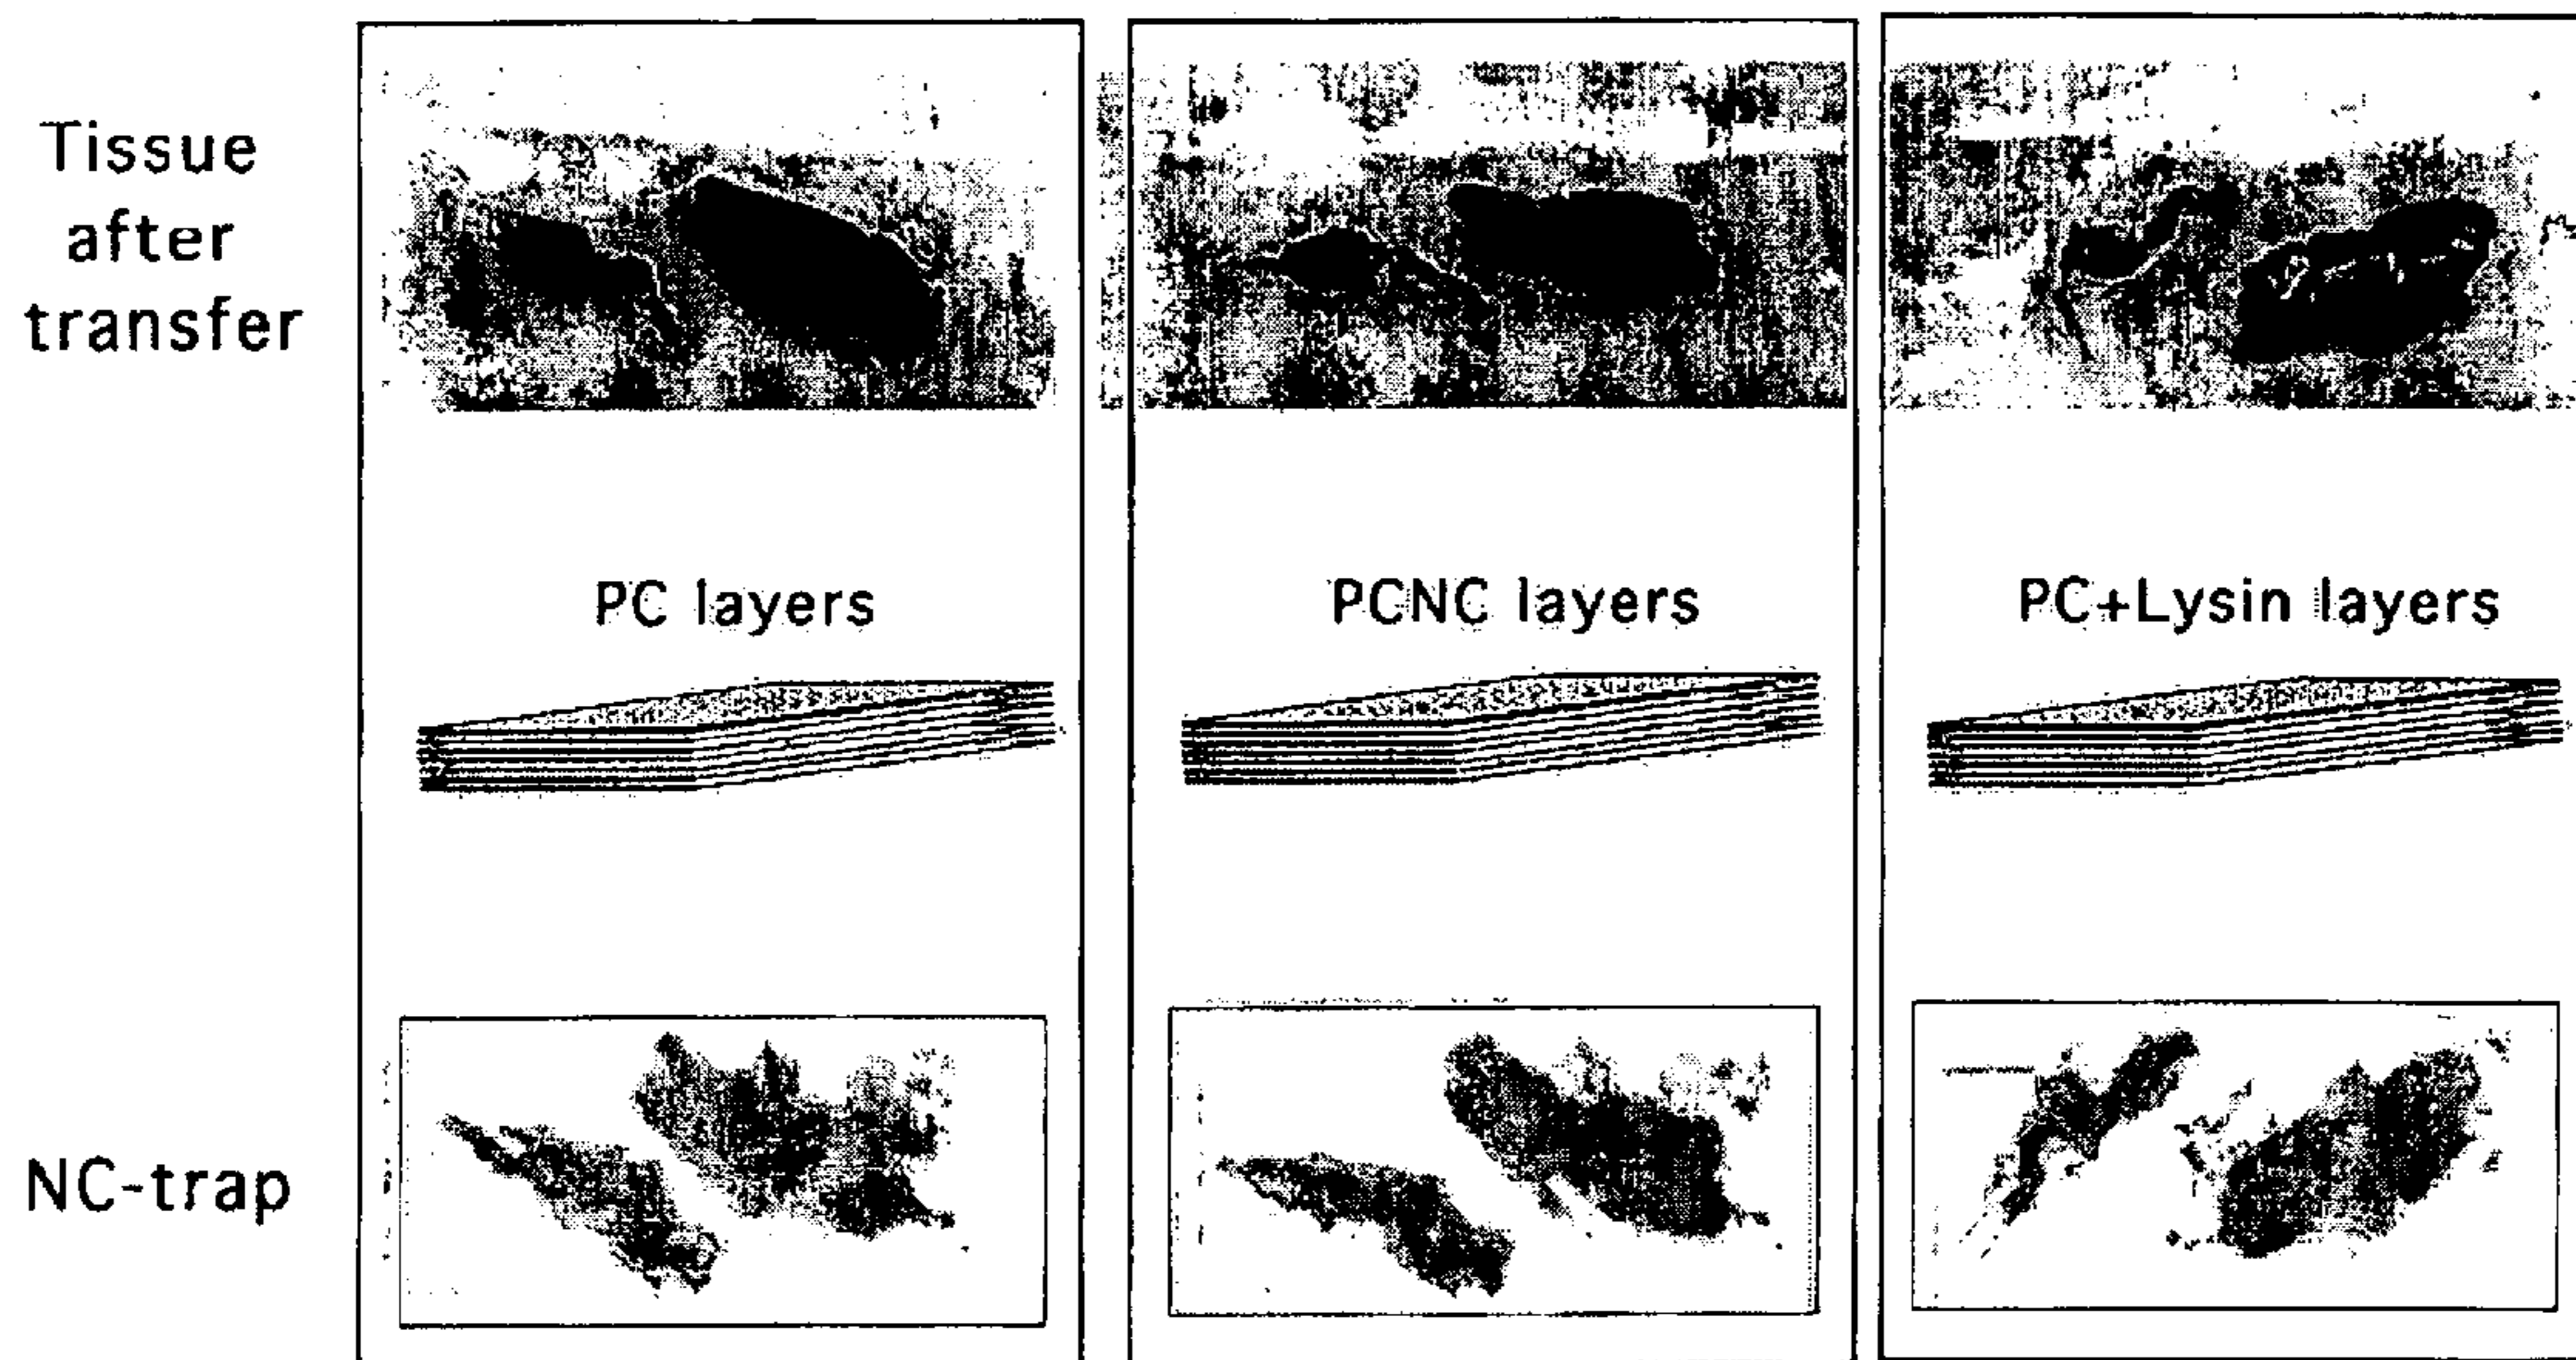 Tissue
after
transfer
PC layers
PCNC layers
PC+Lysin layers
NC-trap